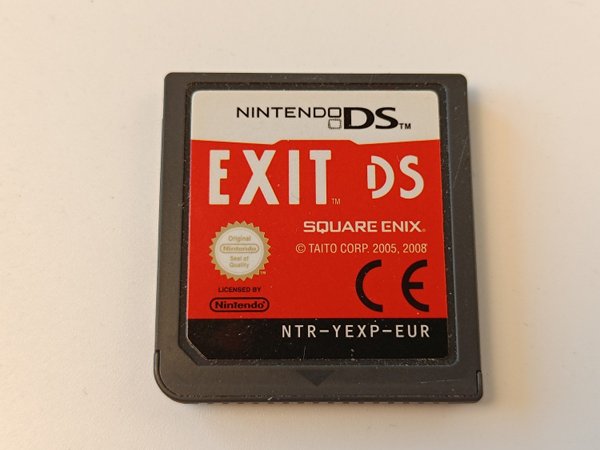 NINTENDO DS™
EXIT™ DS
SQUARE ENIX®
© TAITO CORP. 2005, 2008
Original
Nintendo
Seal of
Quality
CE
LICENSED BY
Nintendo®
NTR-YEXP-EUR